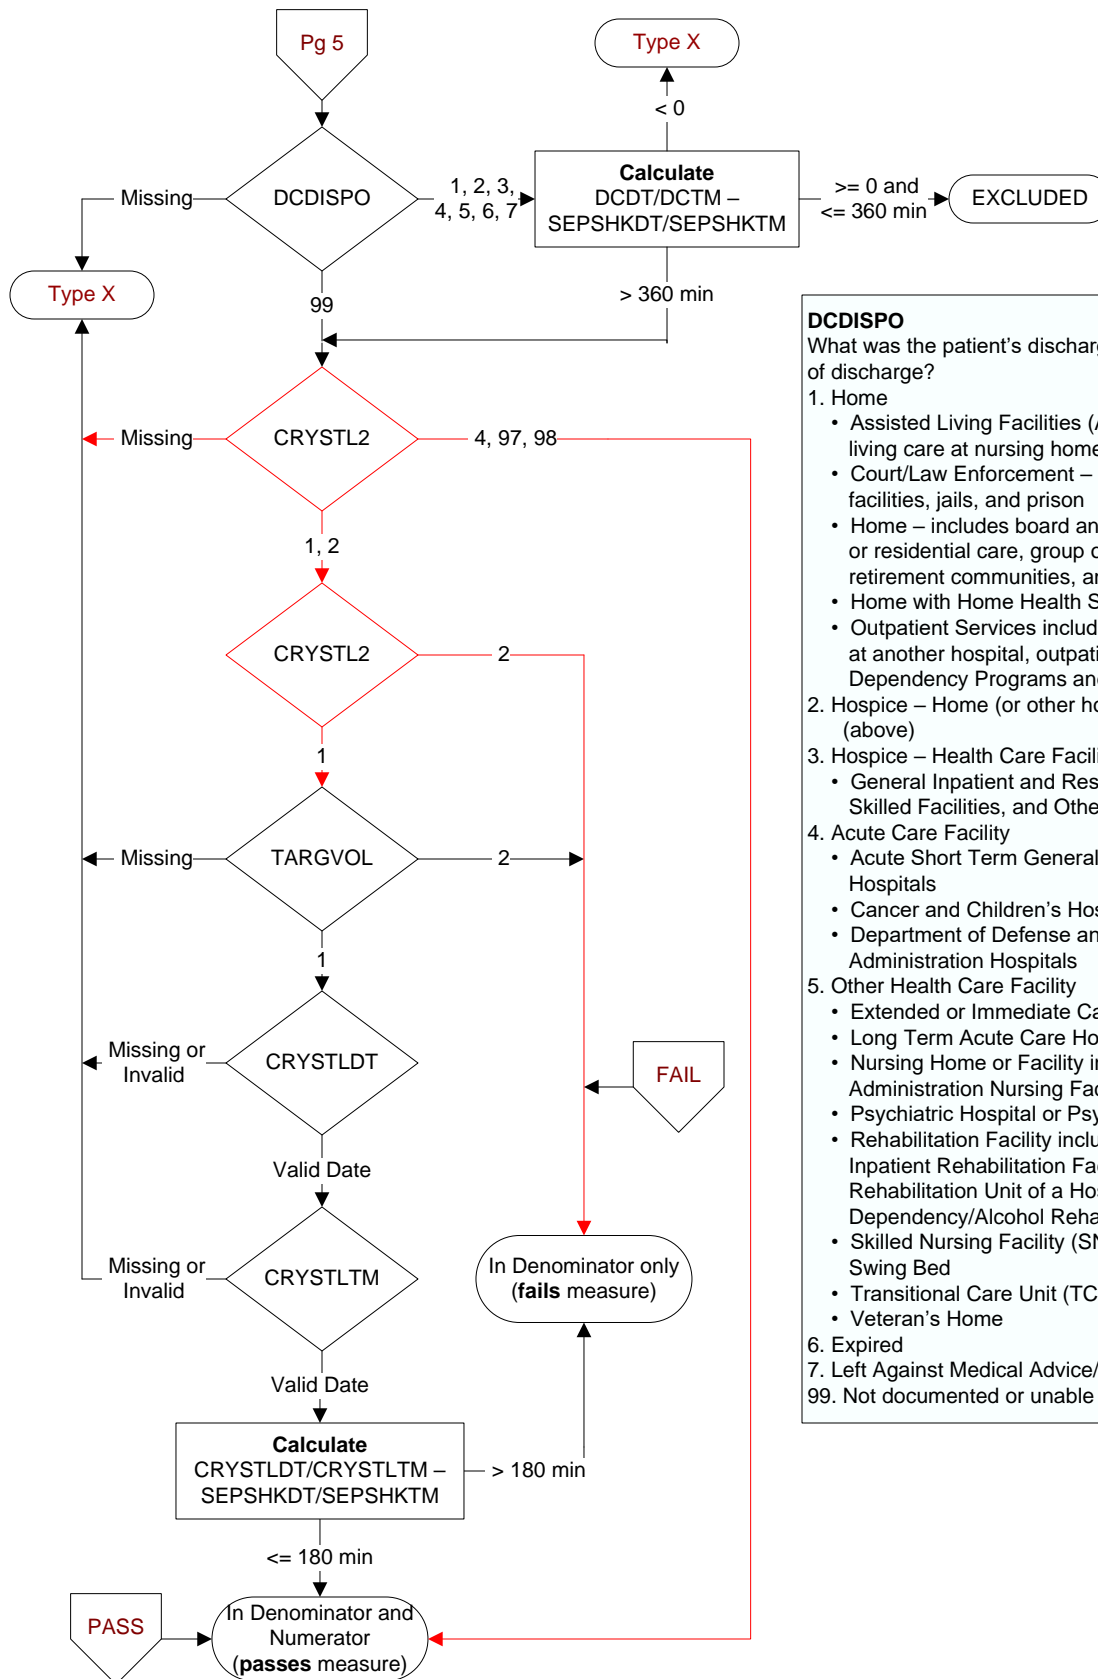 Pg 5
Type X
< 0
DCDISPO
Missing
1, 2, 3,
4, 5, 6, 7
Calculate
DCDT/DCTM –
SEPSHKDT/SEPSHKTM
>= 0 and
<= 360 min
EXCLUDED
Type X
99
> 360 min
CRYSTL2
Missing
4, 97, 98
1, 2
CRYSTL2
2
1
TARGVOL
Missing
2
1
CRYSTLDT
Missing or
Invalid
FAIL
Valid Date
CRYSTLTM
Missing or
Invalid
In Denominator only
(fails measure)
Valid Date
Calculate
CRYSTLDT/CRYSTLTM –
SEPSHKDT/SEPSHKTM
> 180 min
<= 180 min
PASS
In Denominator and
Numerator
(passes measure)
DCDISPO
What was the patient's discharg
of discharge?
1. Home
• Assisted Living Facilities (A
living care at nursing home
• Court/Law Enforcement –
facilities, jails, and prison
• Home – includes board an
or residential care, group o
retirement communities, an
• Home with Home Health S
• Outpatient Services includ
at another hospital, outpati
Dependency Programs and
2. Hospice – Home (or other ho
(above)
3. Hospice – Health Care Facili
• General Inpatient and Res
Skilled Facilities, and Othe
4. Acute Care Facility
• Acute Short Term General
Hospitals
• Cancer and Children's Hos
• Department of Defense an
Administration Hospitals
5. Other Health Care Facility
• Extended or Immediate Ca
• Long Term Acute Care Ho
• Nursing Home or Facility in
Administration Nursing Fac
• Psychiatric Hospital or Psy
• Rehabilitation Facility inclu
Inpatient Rehabilitation Fac
Rehabilitation Unit of a Hos
Dependency/Alcohol Reha
• Skilled Nursing Facility (SN
Swing Bed
• Transitional Care Unit (TC
• Veteran's Home
6. Expired
7. Left Against Medical Advice/
99. Not documented or unable